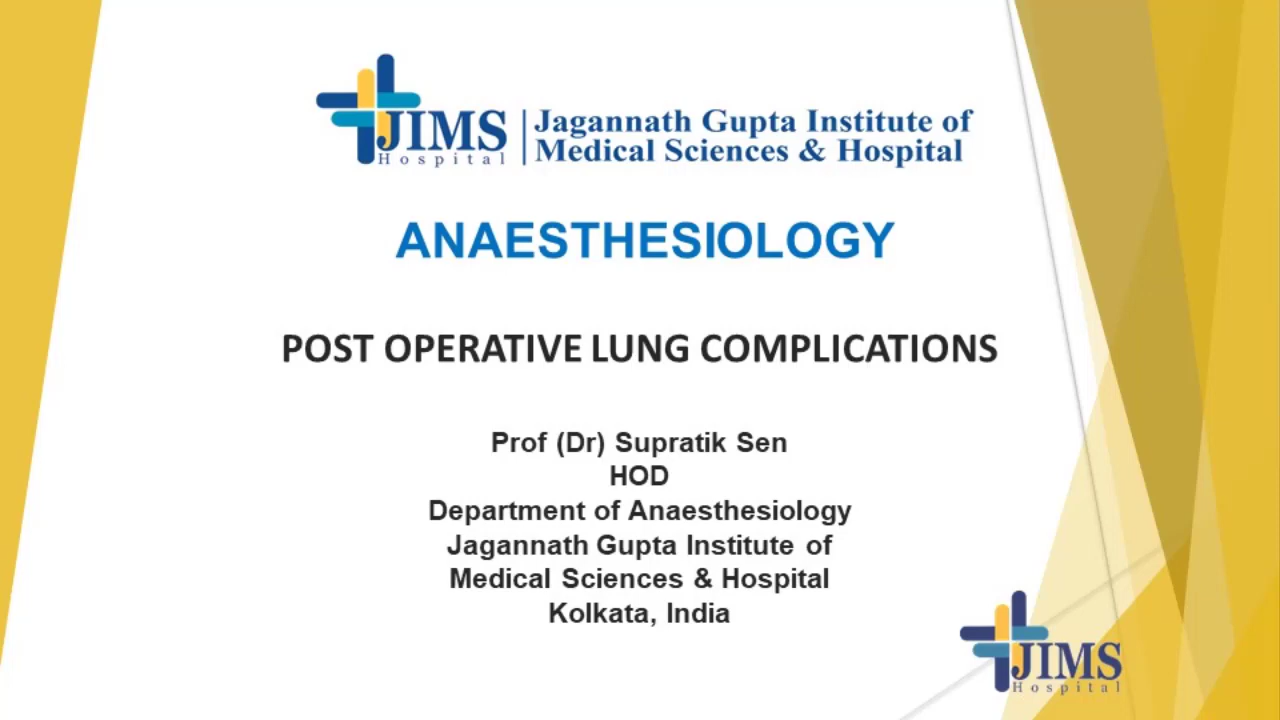 JIMS
Hospital
Jagannath Gupta Institute of
Medical Sciences & Hospital
ANAESTHESIOLOGY
POST OPERATIVE LUNG COMPLICATIONS
Prof (Dr) Supratik Sen
HOD
Department of Anaesthesiology
Jagannath Gupta Institute of
Medical Sciences & Hospital
Kolkata, India
JIMS
Hospital